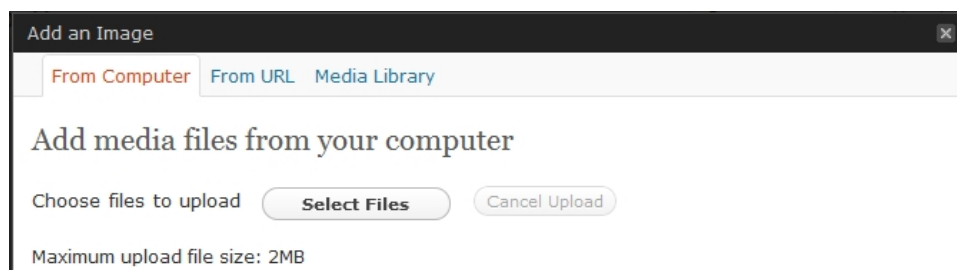 Add an Image
From Computer From URL Media Library
Add media files from your computer
Choose files to upload Select Files Cancel Upload
Maximum upload file size: 2MB